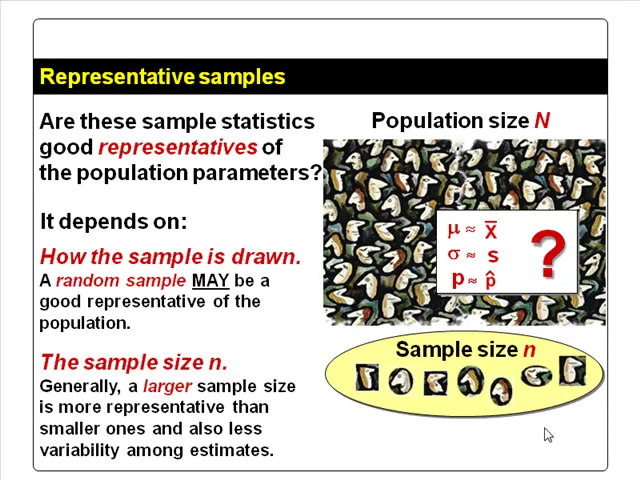 Representative samples
Are these sample statistics
good representatives of
the population parameters?
It depends on:
How the sample is drawn.
A random sample MAY be a
good representative of the
population.
The sample size n.
Generally, a larger sample size
is more representative than
smaller ones and also less
variability among estimates.
Population size N
μ ≈ x̅
σ ≈ s
p ≈ p̂
?
Sample size n